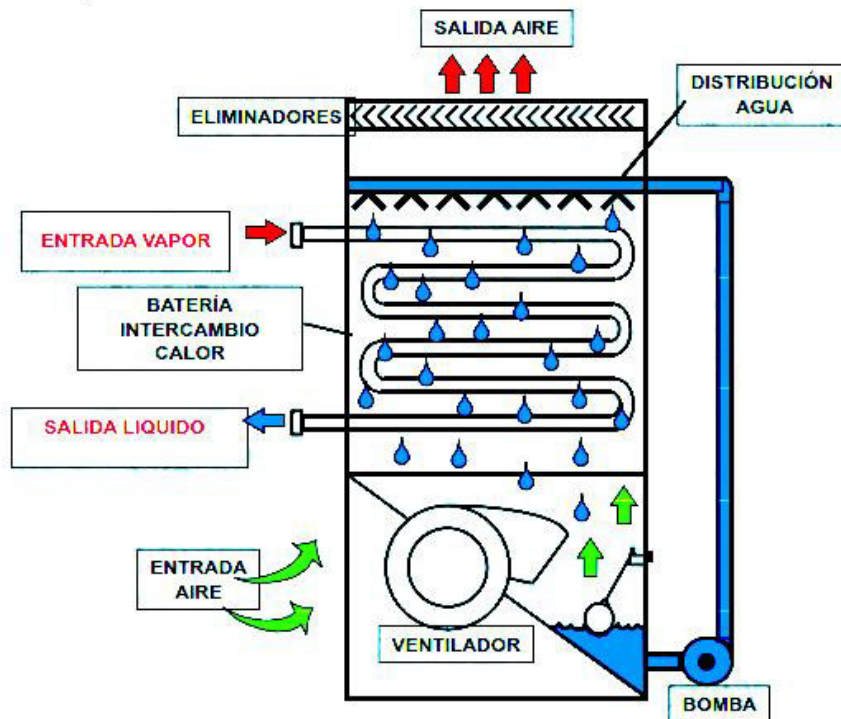 SALIDA AIRE
ELIMINADORES
DISTRIBUCIÓN
AGUA
ENTRADA VAPOR
BATERÍA
INTERCAMBIO
CALOR
SALIDA LIQUIDO
ENTRADA
AIRE
VENTILADOR
BOMBA